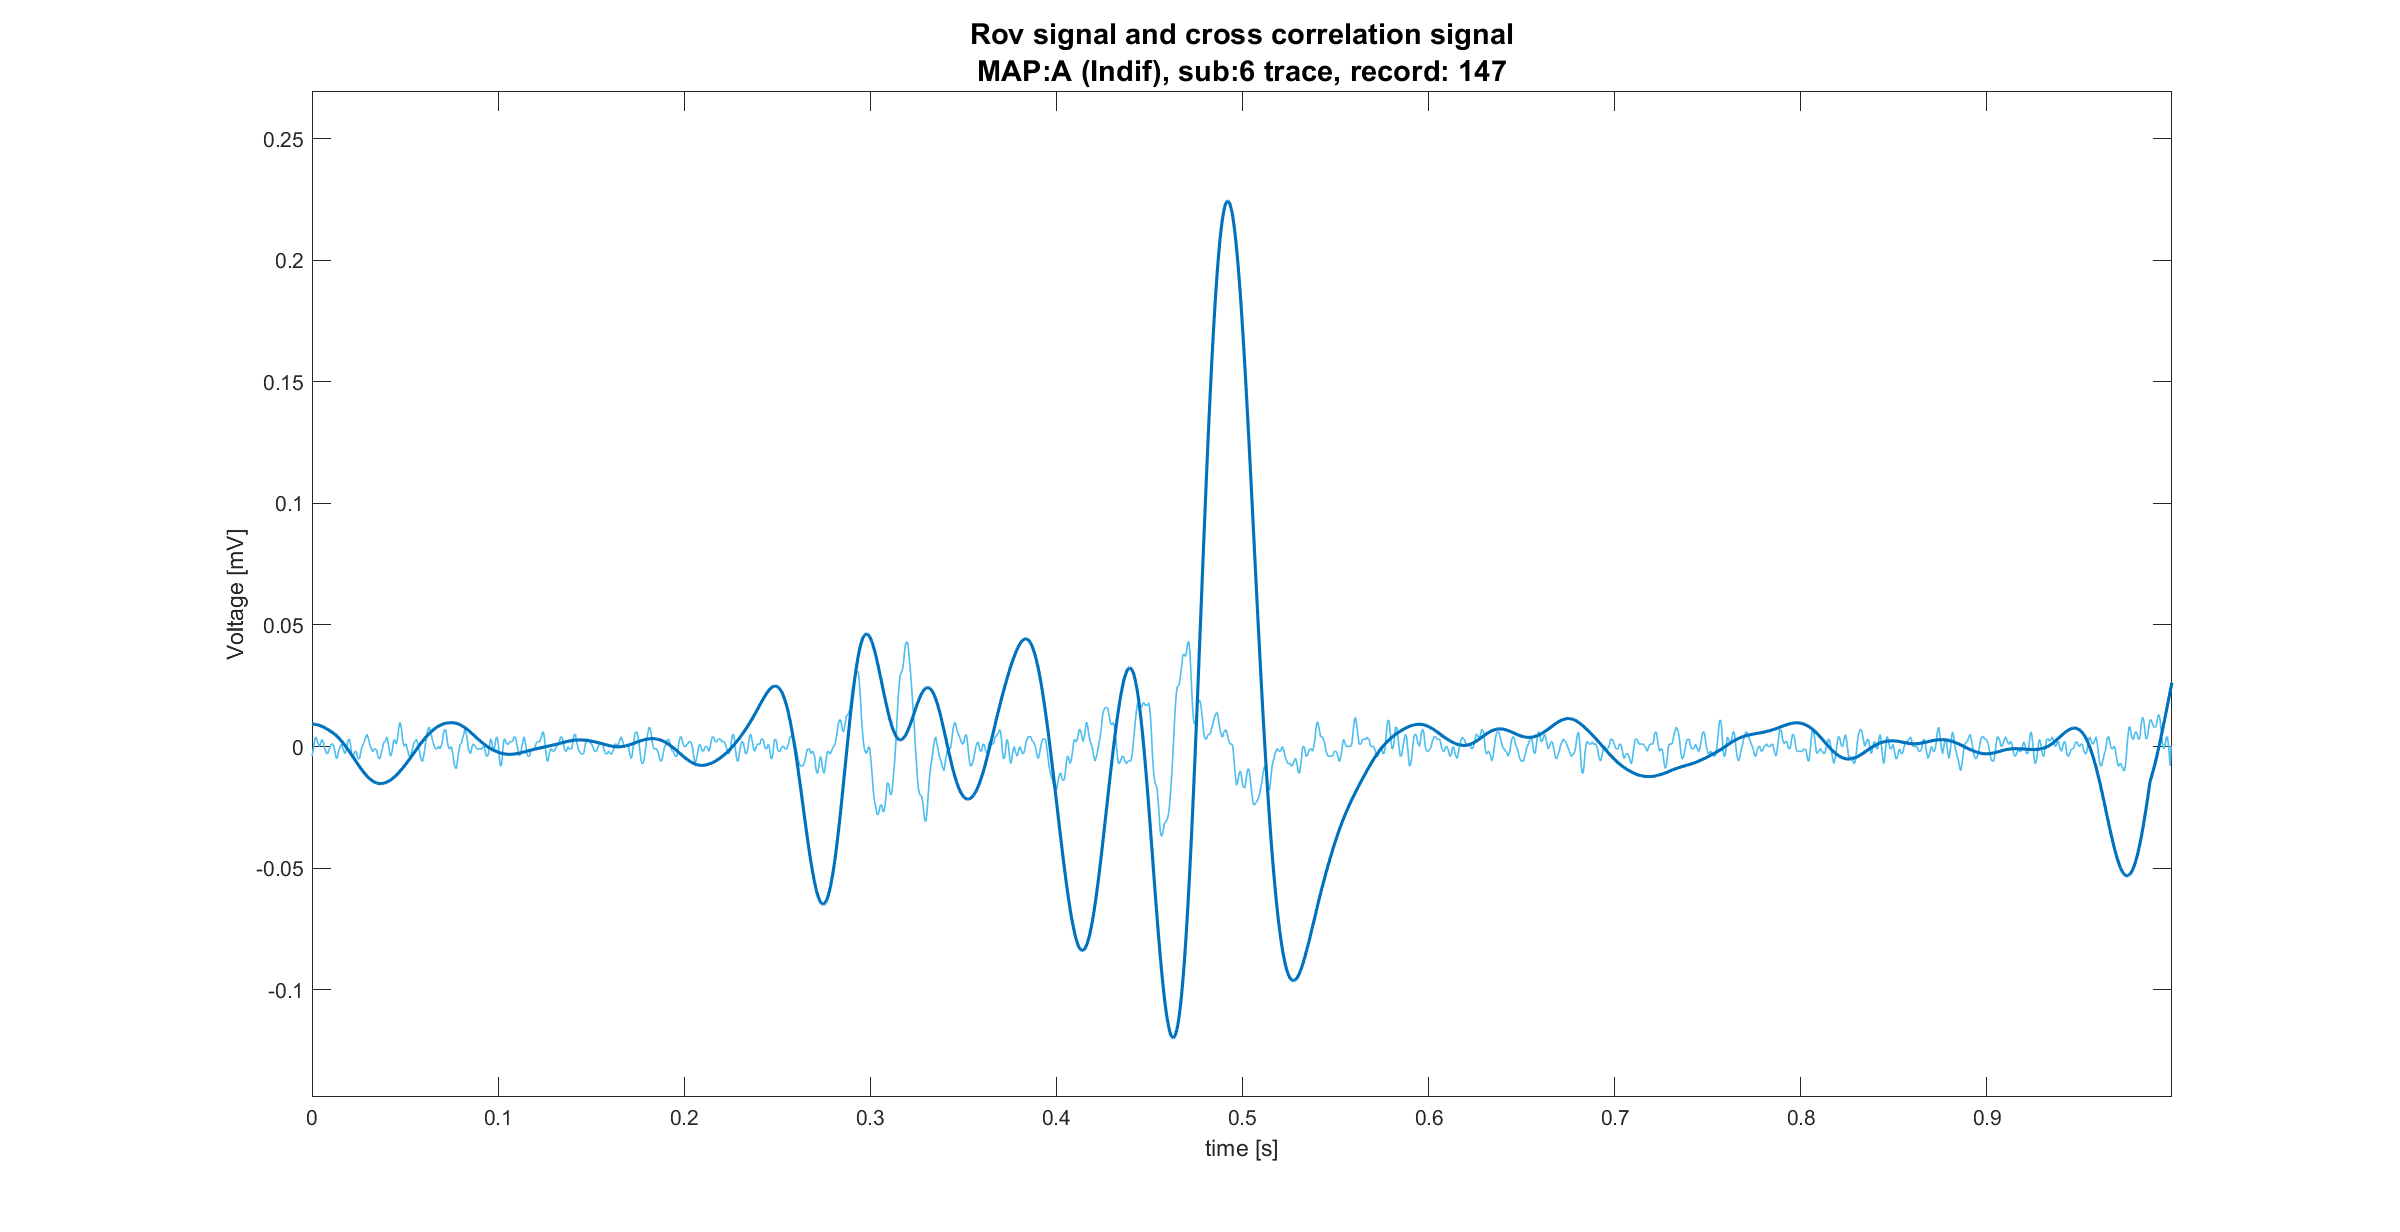 Rov signal and cross correlation signal
MAP:A (Indif), sub:6 trace, record: 147
0.25
0.2
0.15
0.1
0.05
0
-0.05
-0.1
Voltage [mV]
0 0.1 0.2 0.3 0.4 0.5 0.6 0.7 0.8 0.9
time [s]